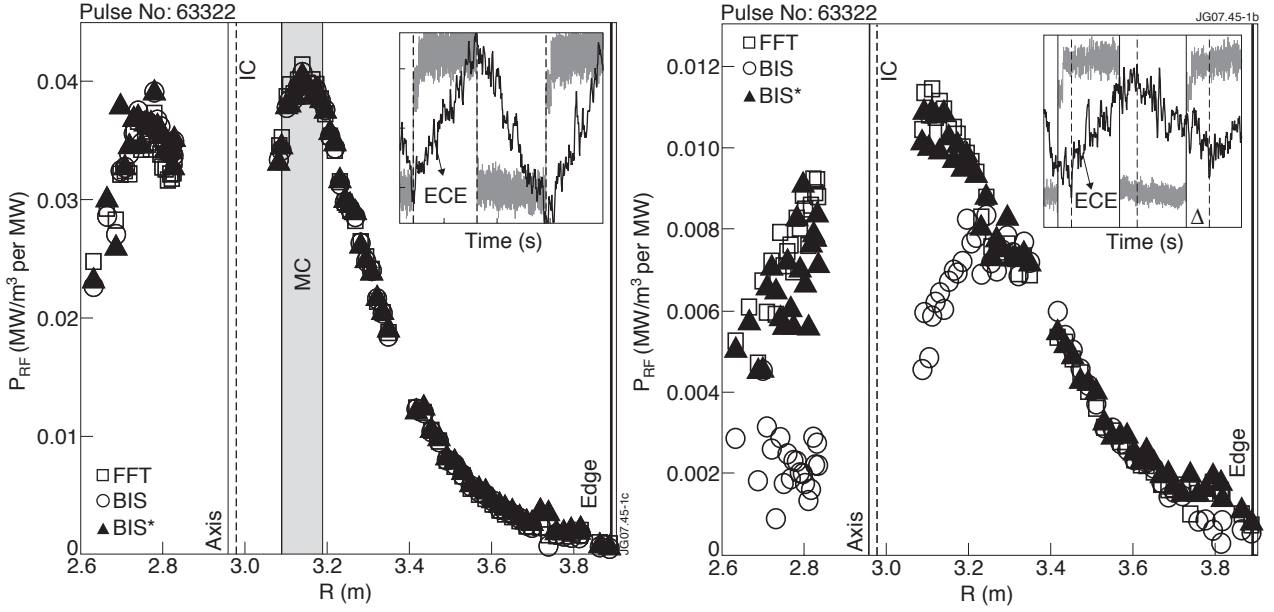 Pulse No: 63322
P_RF (MW/m³ per MW)
0.04
0.03
0.02
0.01
0
2.6
2.8
3.0
3.2
3.4
3.6
3.8
R (m)
Axis
IC
MC
Edge
ECE
Time (s)
FFT
BIS
BIS*
JG07.45-1c
Pulse No: 63322
JG07.45-1b
P_RF (MW/m³ per MW)
0.012
0.010
0.008
0.006
0.004
0.002
0
2.6
2.8
3.0
3.2
3.4
3.6
3.8
R (m)
FFT
BIS
BIS*
Axis
IC
Edge
ECE
Δ
Time (s)